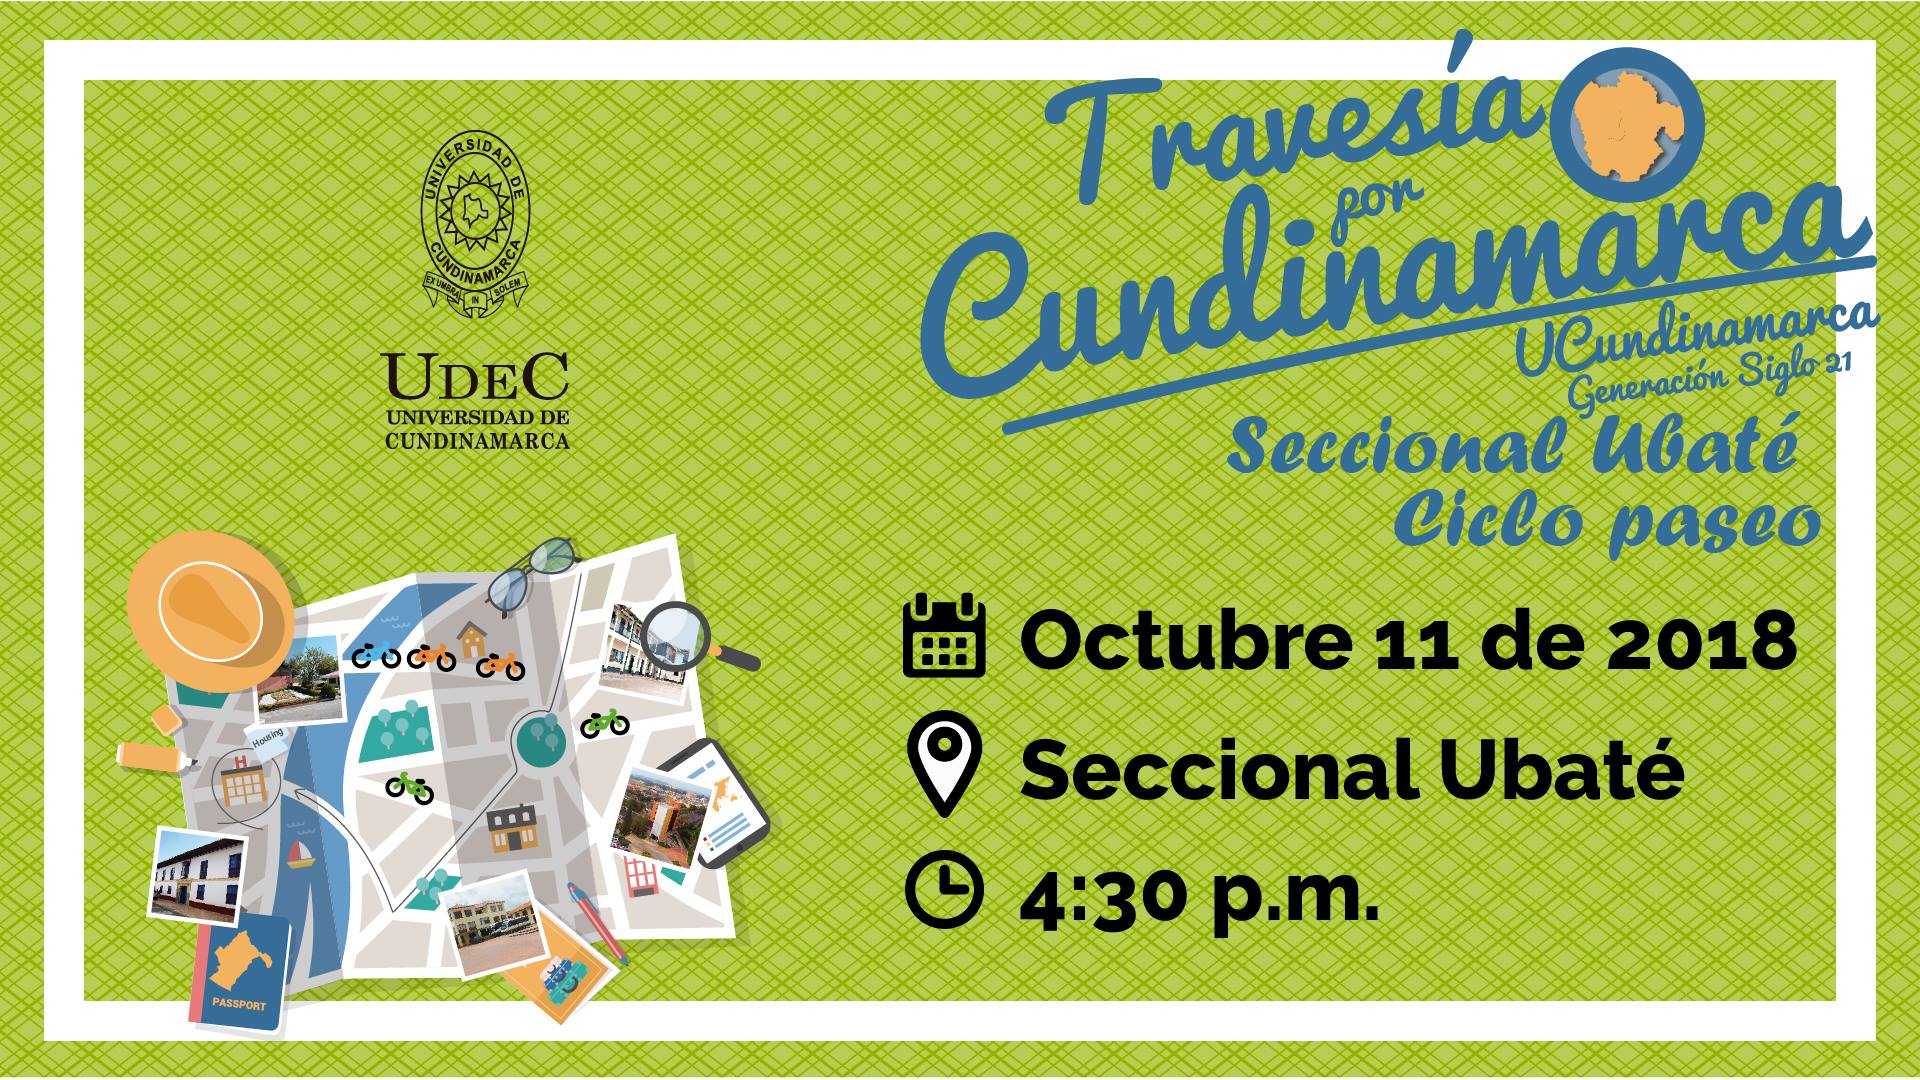 UNIVERSIDAD DE
CUNDINAMARCA
EX UMBRA IN SOLEM
UDEC
UNIVERSIDAD DE
CUNDINAMARCA
Travesía
por
Cundinamarca
UCundinamarca
Generación Siglo 21
Seccional Ubaté
Ciclo paseo
Octubre 11 de 2018
Seccional Ubaté
4:30 p.m.
Housing
H
PASSPORT